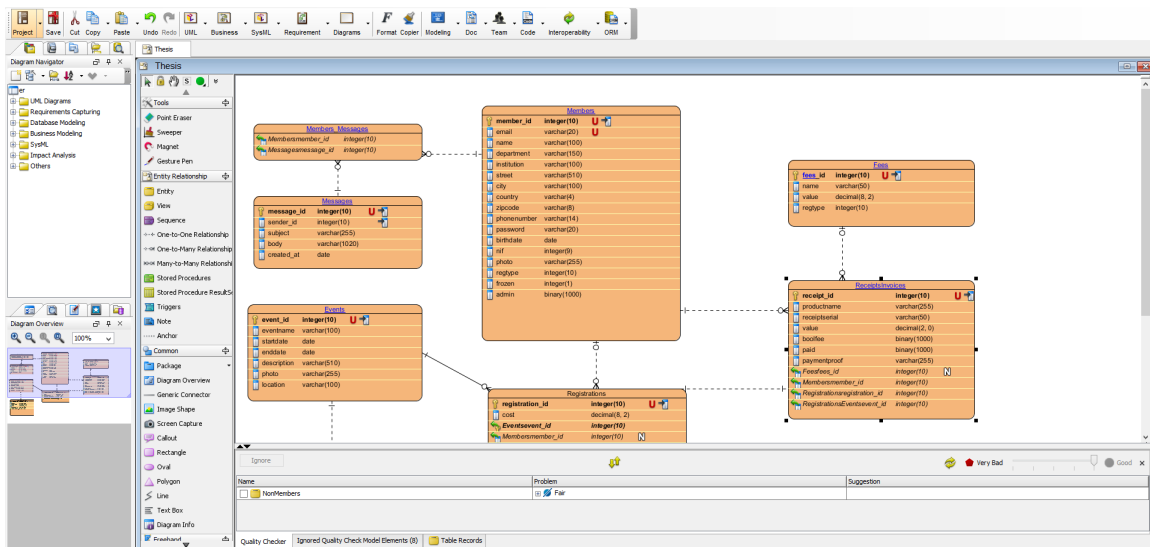 Project Save Cut Copy Paste Undo Redo UML Business SysML Requirement Diagrams Format Copier Modeling Doc Team Code Interoperability ORM
Thesis
Diagram Navigator
er
UML Diagrams
Requirements Capturing
Database Modeling
Business Modeling
SysML
Impact Analysis
Others
Diagram Overview
100%
Thesis
S
Tools
Point Eraser
Sweeper
Magnet
Gesture Pen
Entity Relationship
Entity
View
Sequence
One-to-One Relationship
One-to-Many Relationship
Many-to-Many Relationshi
Stored Procedures
Stored Procedure ResultSe
Triggers
Note
Anchor
Common
Package
Diagram Overview
Generic Connector
Image Shape
Screen Capture
Callout
Rectangle
Oval
Polygon
Line
Text Box
Diagram Info
Freehand
Members_Messages
Membersmember_id integer(10)
Messagesmessage_id integer(10)
Messages
message_id integer(10) U
sender_id integer(10)
subject varchar(255)
body varchar(1020)
created_at date
Events
event_id integer(10) U
eventname varchar(100)
startdate date
enddate date
description varchar(510)
photo varchar(255)
location varchar(100)
Members
member_id integer(10) U
email varchar(20) U
name varchar(100)
department varchar(150)
institution varchar(100)
street varchar(510)
city varchar(100)
country varchar(4)
zipcode varchar(8)
phonenumber varchar(14)
password varchar(20)
birthdate date
nif integer(9)
photo varchar(255)
regtype integer(10)
frozen integer(1)
admin binary(1000)
Registrations
registration_id integer(10) U
cost decimal(8, 2)
Eventsevent_id integer(10)
Membersmember_id integer(10) N
Fees
fees_id integer(10) U
name varchar(50)
value decimal(8, 2)
regtype integer(10)
ReceiptsInvoices
receipt_id integer(10) U
productname varchar(255)
receiptserial varchar(50)
value decimal(2, 0)
boolfee binary(1000)
paid binary(1000)
paymentproof varchar(255)
Feesfees_id integer(10) N
Membersmember_id integer(10)
Registrationsregistration_id integer(10)
RegistrationsEventsevent_id integer(10)
Ignore
Very Bad Good
Name Problem Suggestion
NonMembers Fair
Quality Checker Ignored Quality Check Model Elements (8) Table Records